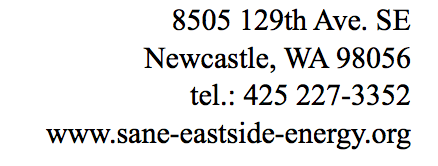 8505 129th Ave. SE
Newcastle, WA 98056
tel.: 425 227-3352
www.sane-eastside-energy.org